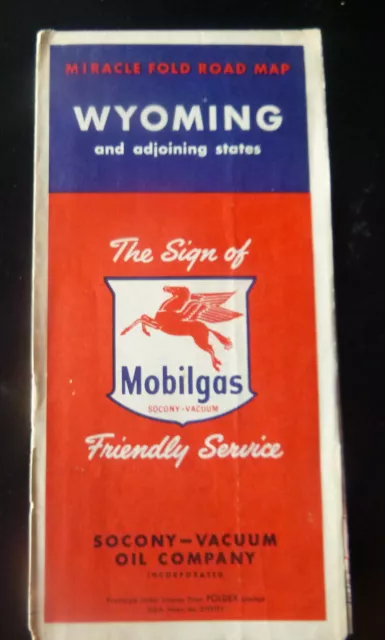 MIRACLE FOLD ROAD MAP
WYOMING
and adjoining states
The Sign of
Mobilgas
SOCONY-VACUUM
Friendly Service
SOCONY-VACUUM
OIL COMPANY
INCORPORATED
FOLDEX